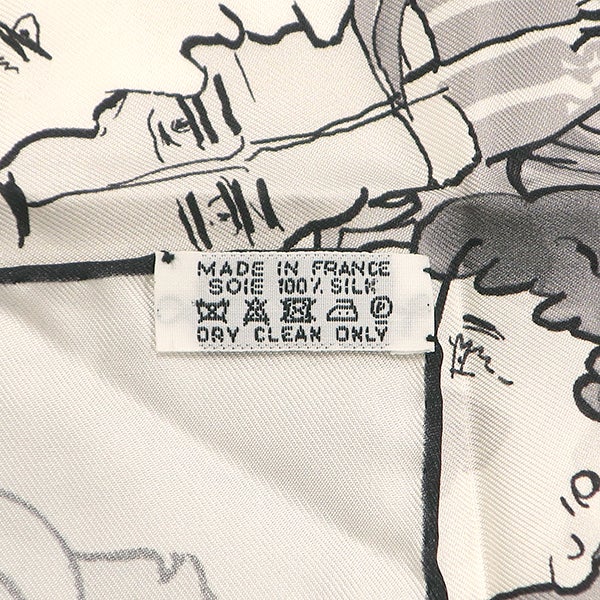 MADE IN FRANCE
SOIE 100% SILK
DRY CLEAN ONLY